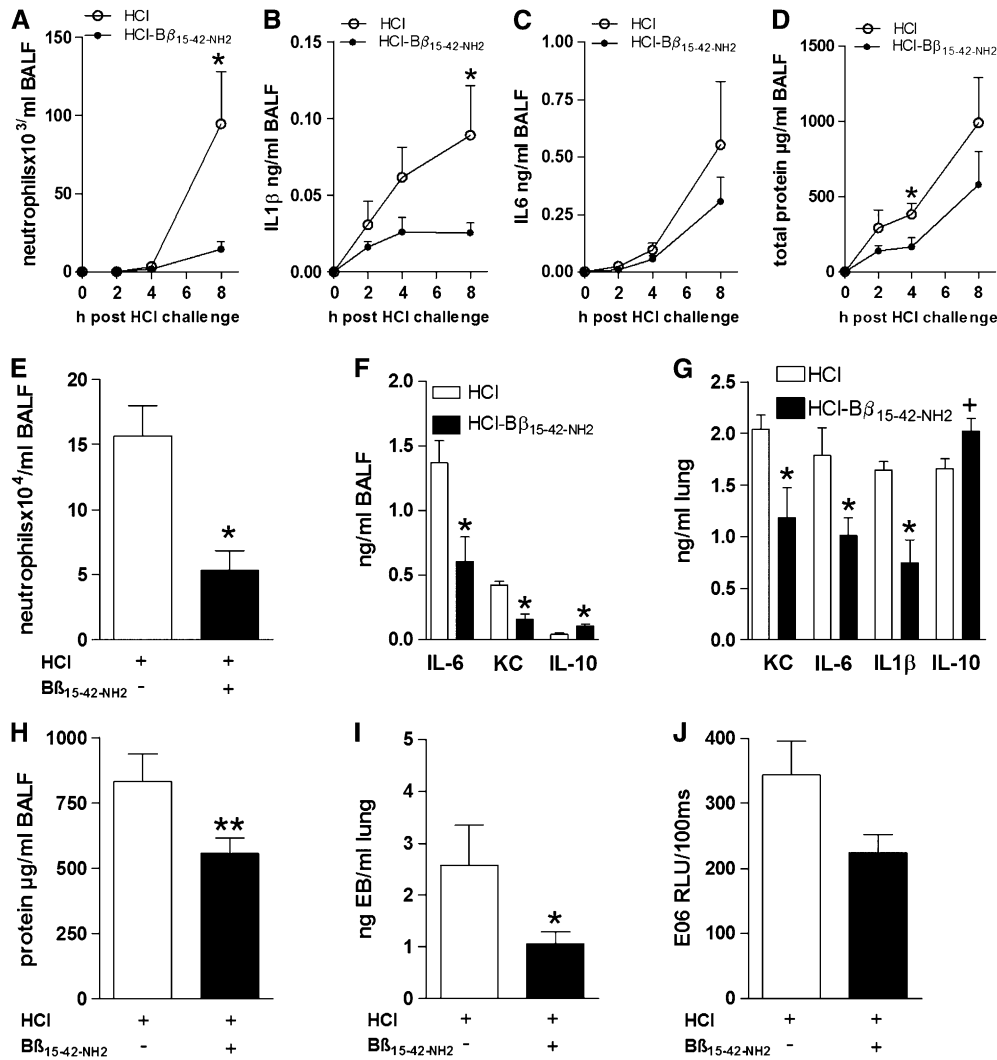 A
HCl
HCl-Bβ15-42-NH2
neutrophilsx10³/ml BALF
150
100
50
0
*
0 2 4 8
h post HCl challenge
B
HCl
HCl-Bβ15-42-NH2
IL1β ng/ml BALF
0.15
0.10
0.05
0.00
*
0 2 4 8
h post HCl challenge
C
HCl
HCl-Bβ15-42-NH2
IL6 ng/ml BALF
1.00
0.75
0.50
0.25
0.00
0 2 4 8
h post HCl challenge
D
HCl
HCl-Bβ15-42-NH2
total protein µg/ml BALF
1500
1000
500
0
*
0 2 4 8
h post HCl challenge
E
neutrophilsx10⁴/ml BALF
20
15
10
5
0
*
HCl + +
Bß15-42-NH2 - +
F
HCl
HCl-Bβ15-42-NH2
ng/ml BALF
2.0
1.5
1.0
0.5
0.0
* * *
IL-6 KC IL-10
G
HCl
HCl-Bβ15-42-NH2
ng/ml lung
2.5
2.0
1.5
1.0
0.5
0.0
* * * +
KC IL-6 IL1β IL-10
H
protein µg/ml BALF
1000
750
500
250
0
**
HCl + +
Bß15-42-NH2 - +
I
ng EB/ml lung
5
4
3
2
1
0
*
HCl + +
Bß15-42-NH2 - +
J
E06 RLU/100ms
400
300
200
100
0
HCl + +
Bß15-42-NH2 - +